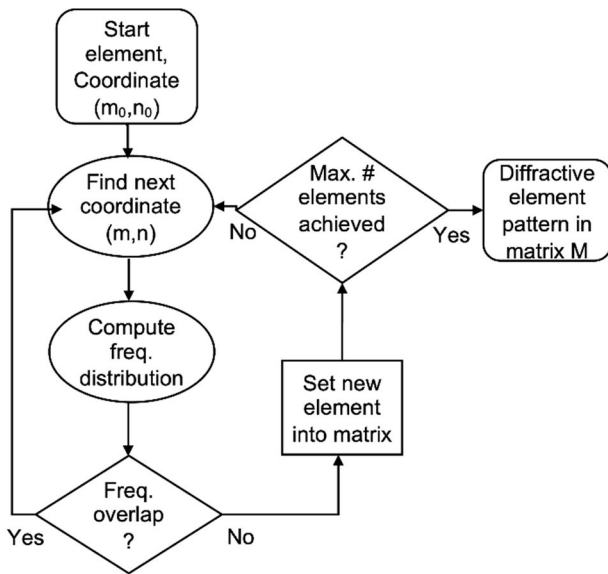 Start
element,
Coordinate
(m₀,n₀)
Find next
coordinate
(m,n)
Compute
freq.
distribution
Freq.
overlap
?
Yes
No
Set new
element
into matrix
Max. #
elements
achieved
?
No
Yes
Diffractive
element
pattern in
matrix M